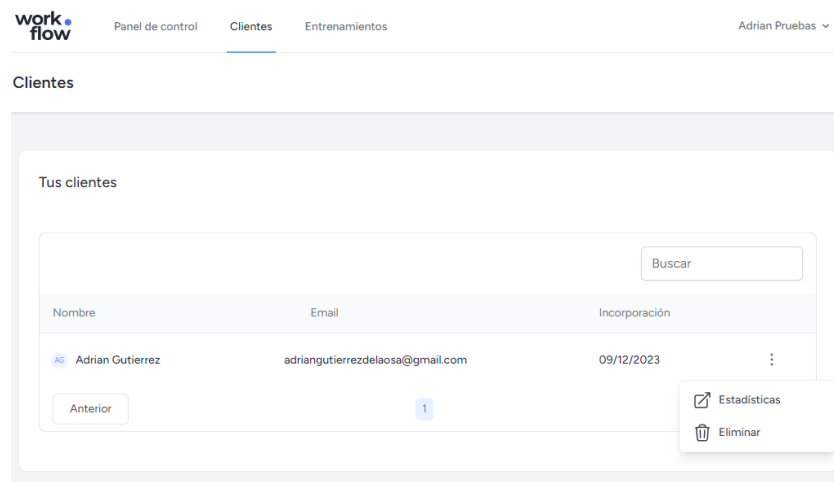 work
flow
Panel de control Clientes Entrenamientos Adrian Pruebas
Clientes
Tus clientes
Buscar
Nombre Email Incorporación
AG Adrian Gutierrez adriangutierrezdelaosa@gmail.com 09/12/2023
Anterior 1
Estadísticas
Eliminar